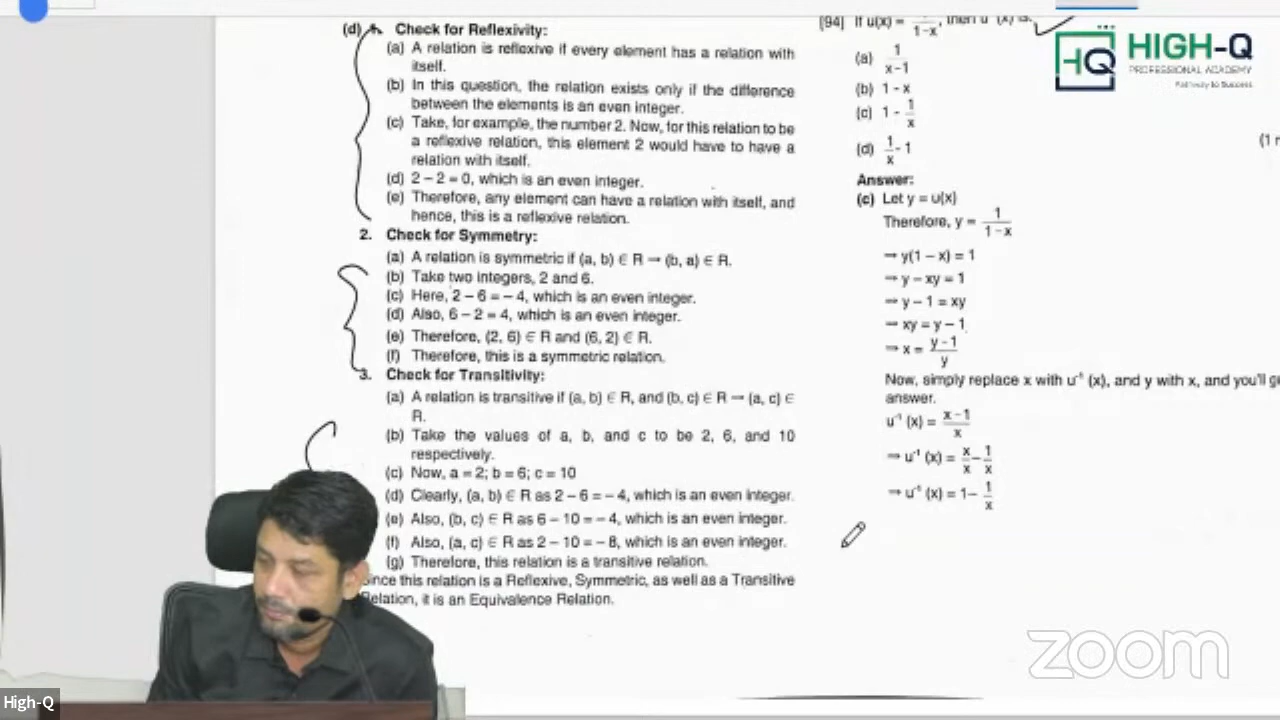 (d) 1. Check for Reflexivity:
(a) A relation is reflexive if every element has a relation with
itself.
(b) In this question, the relation exists only if the difference
between the elements is an even integer.
(c) Take, for example, the number 2. Now, for this relation to be
a reflexive relation, this element 2 would have to have a
relation with itself.
(d) 2 – 2 = 0, which is an even integer.
(e) Therefore, any element can have a relation with itself, and
hence, this is a reflexive relation.
2. Check for Symmetry:
(a) A relation is symmetric if (a, b) ∈ R → (b, a) ∈ R.
(b) Take two integers, 2 and 6.
(c) Here, 2 – 6 = – 4, which is an even integer.
(d) Also, 6 – 2 = 4, which is an even integer.
(e) Therefore, (2, 6) ∈ R and (6, 2) ∈ R.
(f) Therefore, this is a symmetric relation.
3. Check for Transitivity:
(a) A relation is transitive if (a, b) ∈ R, and (b, c) ∈ R → (a, c) ∈
R.
(b) Take the values of a, b, and c to be 2, 6, and 10
respectively.
(c) Now, a = 2; b = 6; c = 10
(d) Clearly, (a, b) ∈ R as 2 – 6 = – 4, which is an even integer.
(e) Also, (b, c) ∈ R as 6 – 10 = – 4, which is an even integer.
(f) Also, (a, c) ∈ R as 2 – 10 = – 8, which is an even integer.
(g) Therefore, this relation is a transitive relation.
ince this relation is a Reflexive, Symmetric, as well as a Transitive
Relation, it is an Equivalence Relation.
[94] If u(x) = 1/1-x, then u⁻¹(x) is:
(a) 1/x–1
(b) 1 - x
(c) 1 - 1/x
(d) 1/x - 1
(1
Answer:
(c) Let y = u(x)
Therefore, y = 1/1-x
⇒ y(1 – x) = 1
⇒ y – xy = 1
⇒ y – 1 = xy
⇒ xy = y – 1
⇒ x = y – 1/y
Now, simply replace x with u⁻¹ (x), and y with x, and you'll
answer.
u⁻¹ (x) = x – 1/x
⇒ u⁻¹ (x) = x/x – 1/x
⇒ u⁻¹ (x) = 1– 1/x
HQ
HIGH-Q
PROFESSIONAL ACADEMY
Pathway to Success
zoom
High-Q